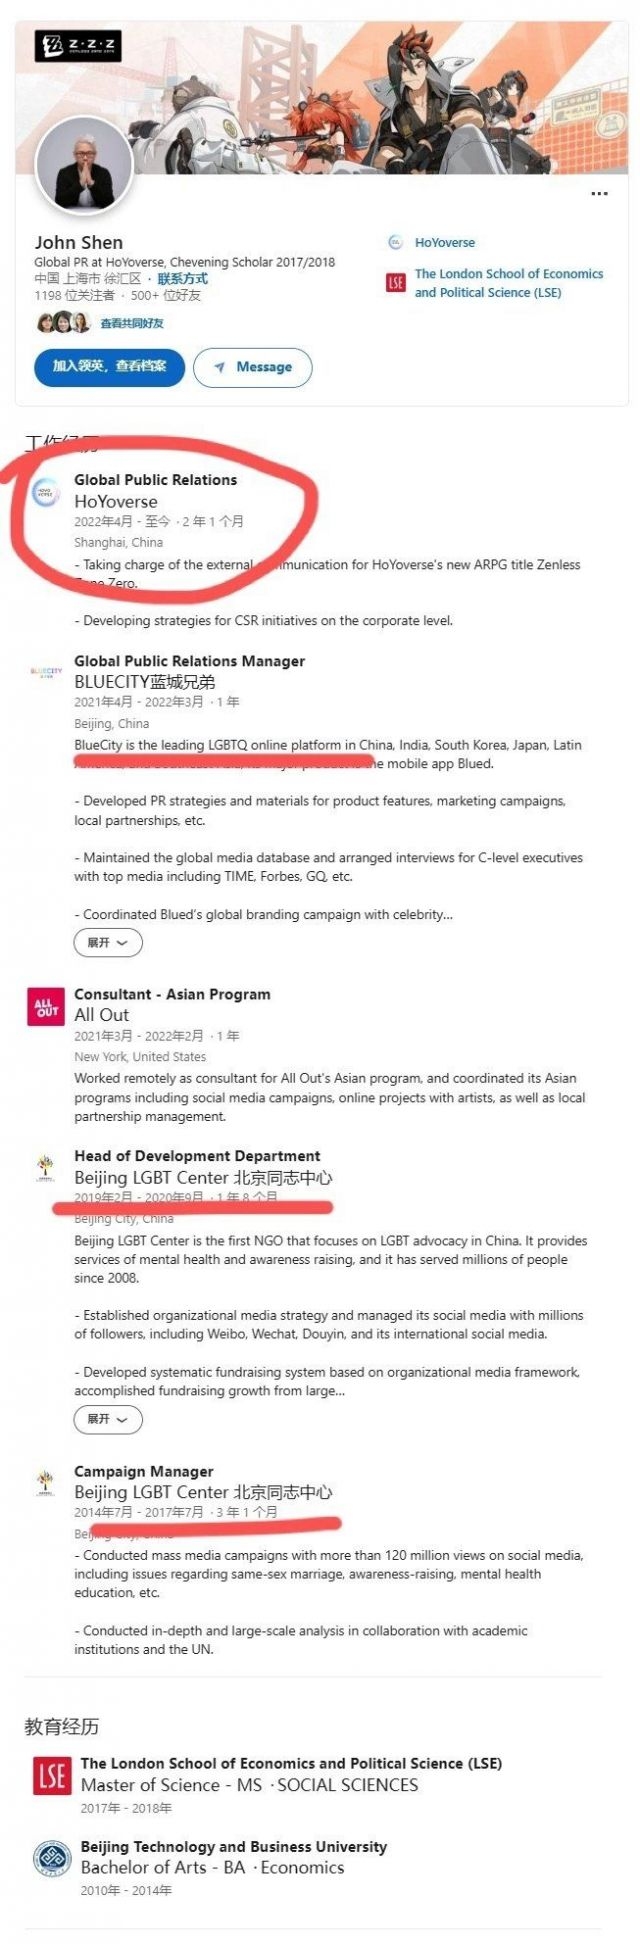 Z·Z·Z
ZENLESS ZONE ZERO
John Shen
Global PR at HoYoverse, Chevening Scholar 2017/2018
中国 上海市 徐汇区 · 联系方式
1198 位关注者 · 500+ 位好友
查看共同好友
加入领英，查看档案
Message
HoYoverse
LSE
The London School of Economics
and Political Science (LSE)
工作经历
Global Public Relations
HoYoverse
2022年4月 - 至今 · 2 年 1 个月
Shanghai, China
- Taking charge of the external communication for HoYoverse's new ARPG title Zenless
Zone Zero.
- Developing strategies for CSR initiatives on the corporate level.
BLUECITY
Global Public Relations Manager
BLUECITY蓝城兄弟
2021年4月 - 2022年3月 · 1 年
Beijing, China
BlueCity is the leading LGBTQ online platform in China, India, South Korea, Japan, Latin
America, and Southeast Asia, its major product is the mobile app Blued.
- Developed PR strategies and materials for product features, marketing campaigns,
local partnerships, etc.
- Maintained the global media database and arranged interviews for C-level executives
with top media including TIME, Forbes, GQ, etc.
- Coordinated Blued's global branding campaign with celebrity...
展开
ALL
OUT
Consultant - Asian Program
All Out
2021年3月 - 2022年2月 · 1 年
New York, United States
Worked remotely as consultant for All Out's Asian program, and coordinated its Asian
programs including social media campaigns, online projects with artists, as well as local
partnership management.
Head of Development Department
Beijing LGBT Center 北京同志中心
2019年2月 - 2020年9月 · 1 年 8 个月
Beijing City, China
Beijing LGBT Center is the first NGO that focuses on LGBT advocacy in China. It provides
services of mental health and awareness raising, and it has served millions of people
since 2008.
- Established organizational media strategy and managed its social media with millions
of followers, including Weibo, Wechat, Douyin, and its international social media.
- Developed systematic fundraising system based on organizational media framework,
accomplished fundraising growth from large...
展开
Campaign Manager
Beijing LGBT Center 北京同志中心
2014年7月 - 2017年7月 · 3 年 1 个月
Beijing City, China
- Conducted mass media campaigns with more than 120 million views on social media,
including issues regarding same-sex marriage, awareness-raising, mental health
education, etc.
- Conducted in-depth and large-scale analysis in collaboration with academic
institutions and the UN.
教育经历
LSE
The London School of Economics and Political Science (LSE)
Master of Science - MS · SOCIAL SCIENCES
2017年 - 2018年
Beijing Technology and Business University
Bachelor of Arts - BA · Economics
2010年 - 2014年